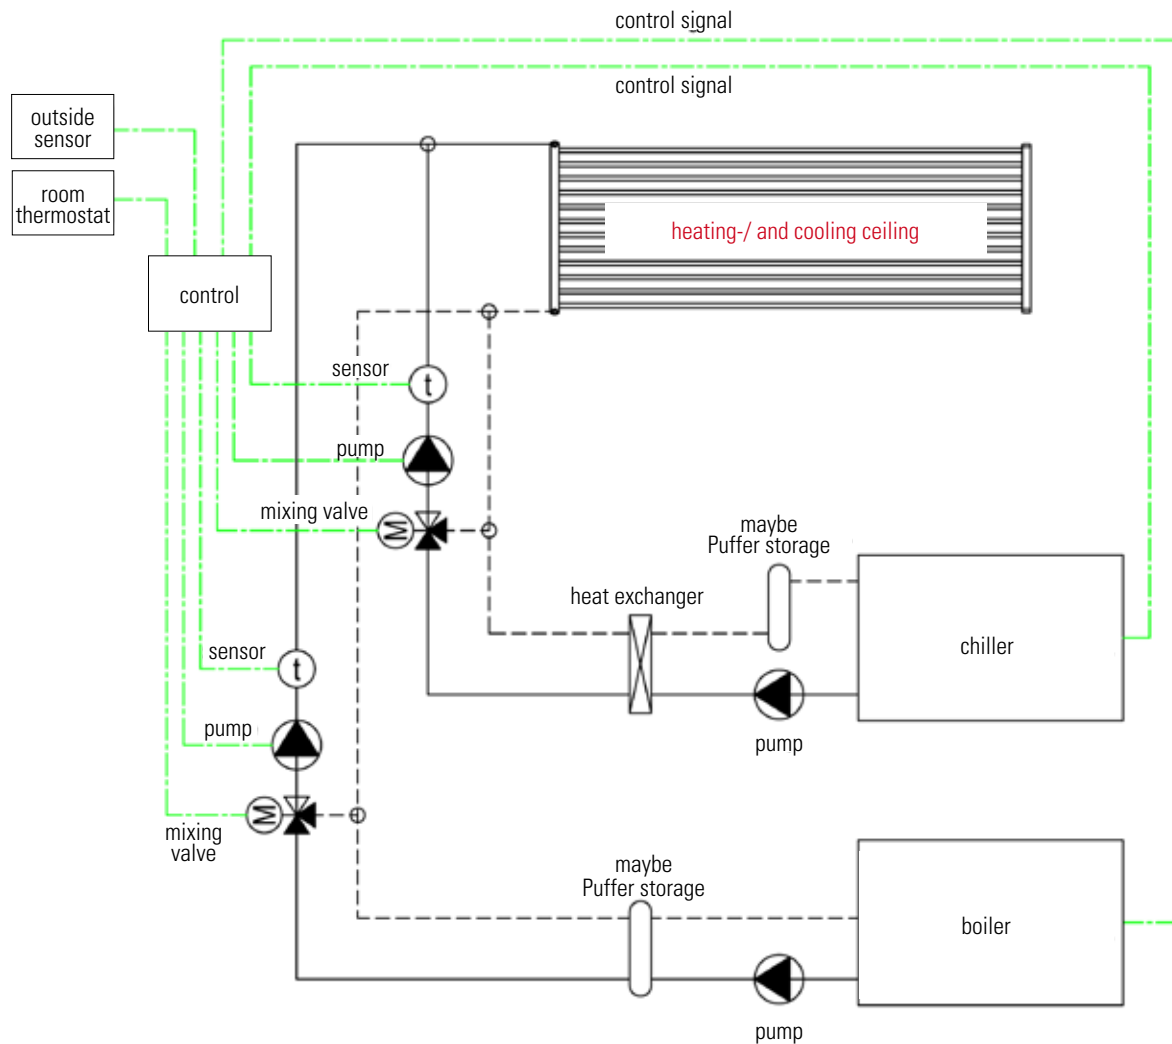 control signal
control signal
outside
sensor
room
thermostat
heating-/ and cooling ceiling
control
sensor
t
pump
mixing valve
M
maybe
Puffer storage
heat exchanger
chiller
sensor
t
pump
pump
M
mixing
valve
maybe
Puffer storage
boiler
pump